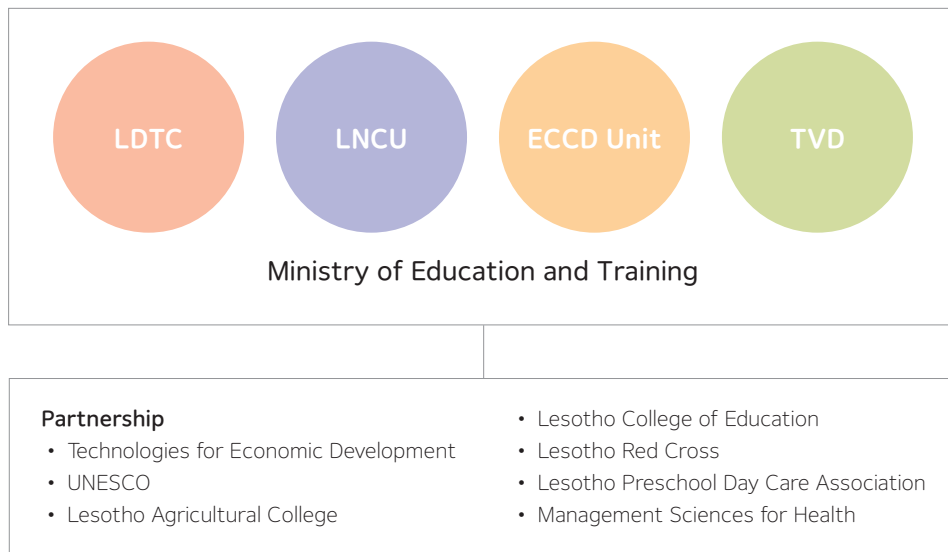 LDTC
LNCU
ECCD Unit
TVD
Ministry of Education and Training
Partnership
• Technologies for Economic Development
• UNESCO
• Lesotho Agricultural College
• Lesotho College of Education
• Lesotho Red Cross
• Lesotho Preschool Day Care Association
• Management Sciences for Health